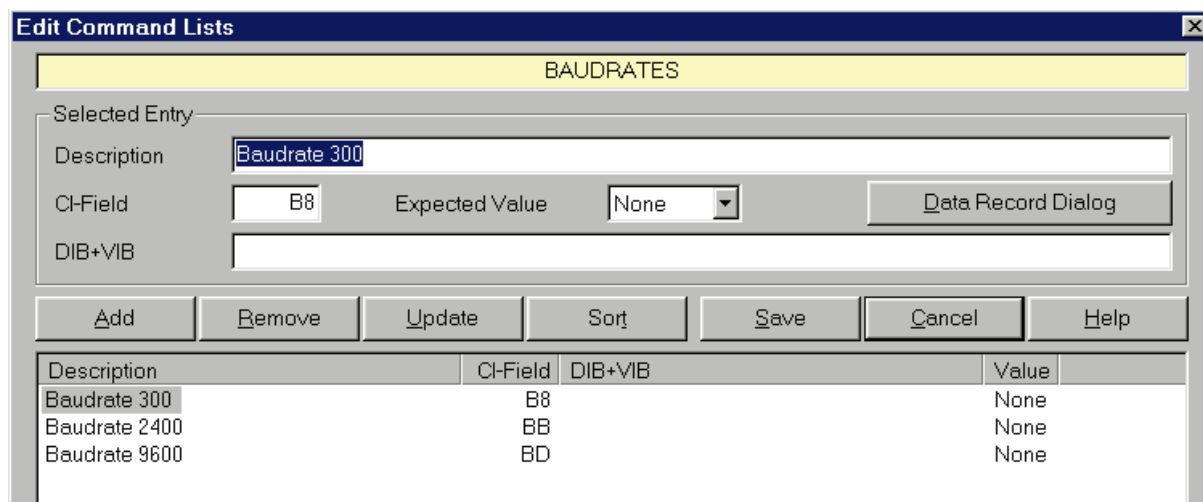 Edit Command Lists
BAUDRATES
Selected Entry
Description Baudrate 300
CI-Field B8 Expected Value None Data Record Dialog
DIB+VIB
Add Remove Update Sort Save Cancel Help
Description CI-Field DIB+VIB Value
Baudrate 300 B8 None
Baudrate 2400 BB None
Baudrate 9600 BD None